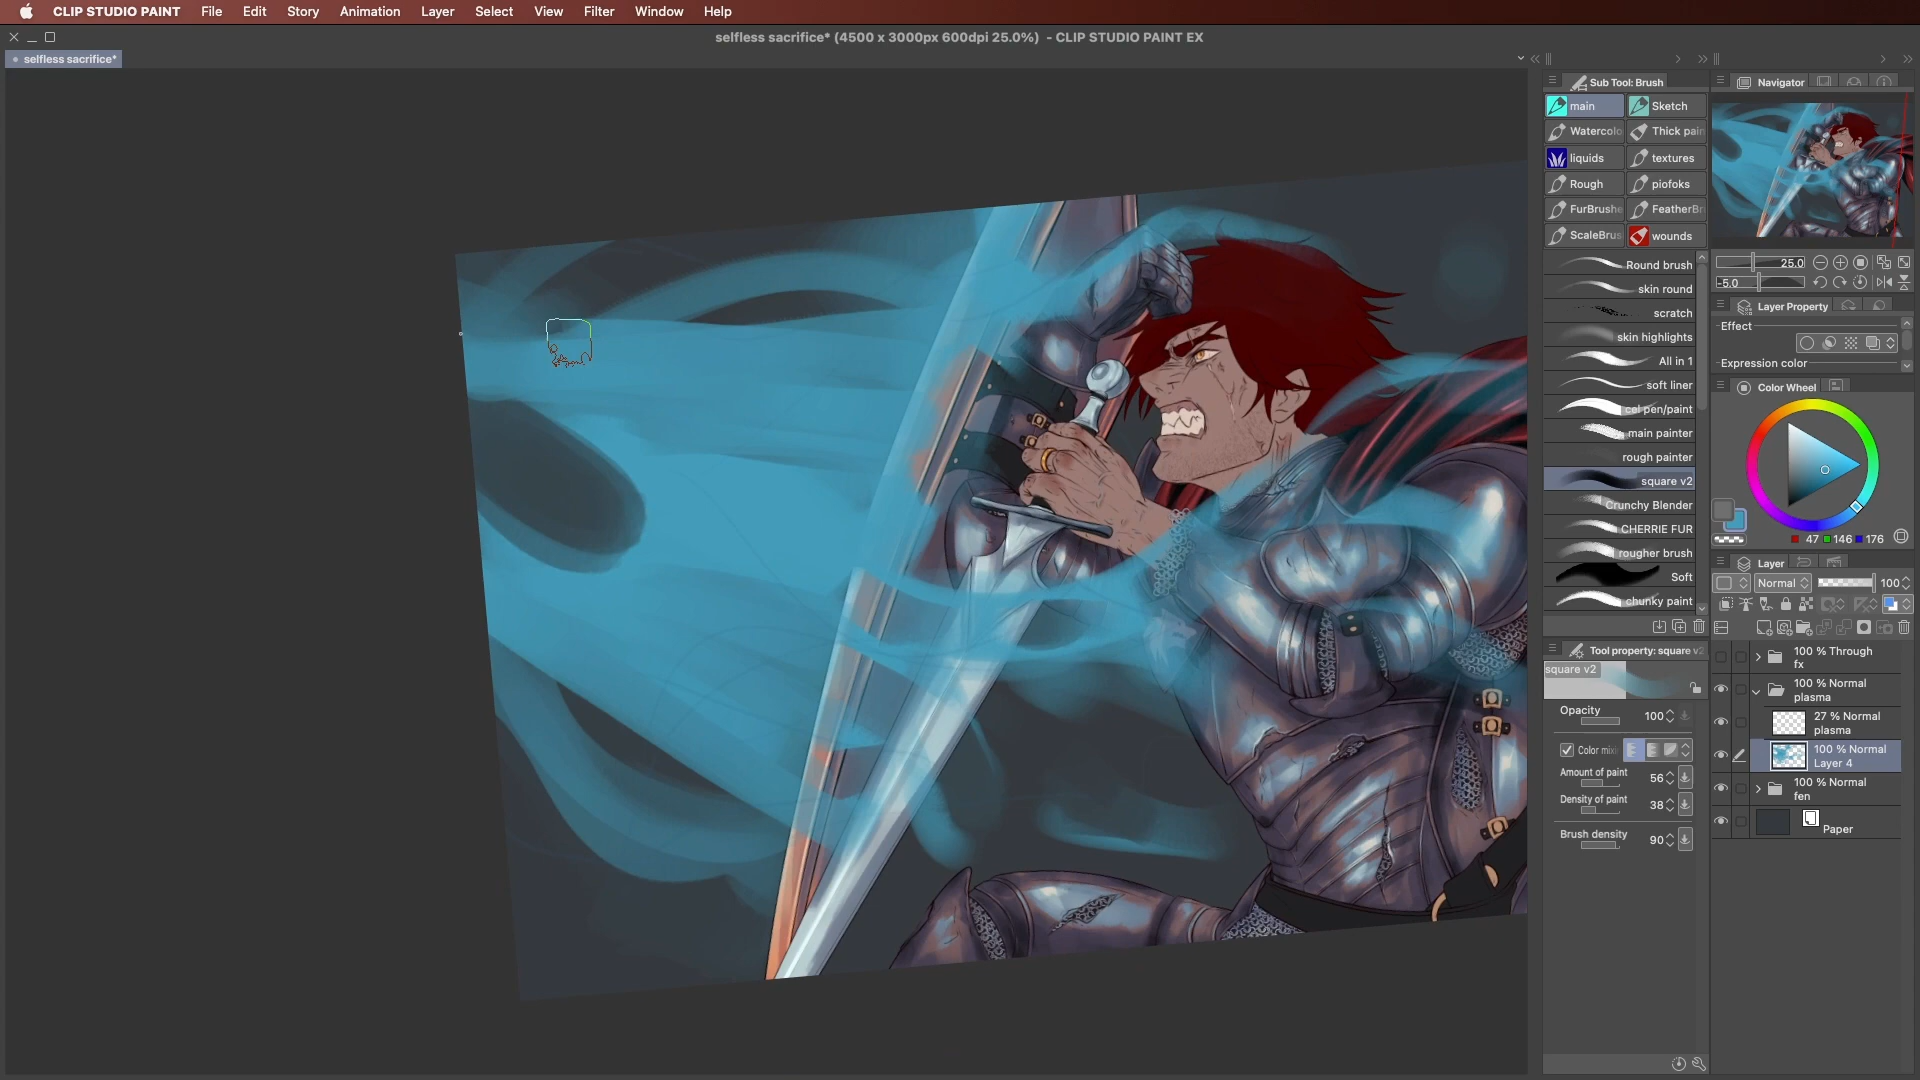 CLIP STUDIO PAINT File Edit Story Animation Layer Select View Filter Window Help
selfless sacrifice* (4500 x 3000px 600dpi 25.0%) - CLIP STUDIO PAINT EX
selfless sacrifice*
Sub Tool: Brush
main
Sketch
Watercolo
Thick pain
liquids
textures
Rough
piofoks
FurBrushe
FeatherBr
ScaleBrus
wounds
Round brush
skin round
scratch
skin highlights
All in 1
soft liner
cel pen/paint
main painter
rough painter
square v2
Crunchy Blender
CHERRIE FUR
rougher brush
Soft
chunky paint
Tool property: square v2
square v2
Opacity 100
Color mixi
Amount of paint 56
Density of paint 38
Brush density 90
Navigator
25.0
-5.0
Layer Property
Effect
Expression color
Color Wheel
47 146 176
Layer
Normal 100
100 % Through
fx
100 % Normal
plasma
27 % Normal
plasma
100 % Normal
Layer 4
100 % Normal
fen
Paper